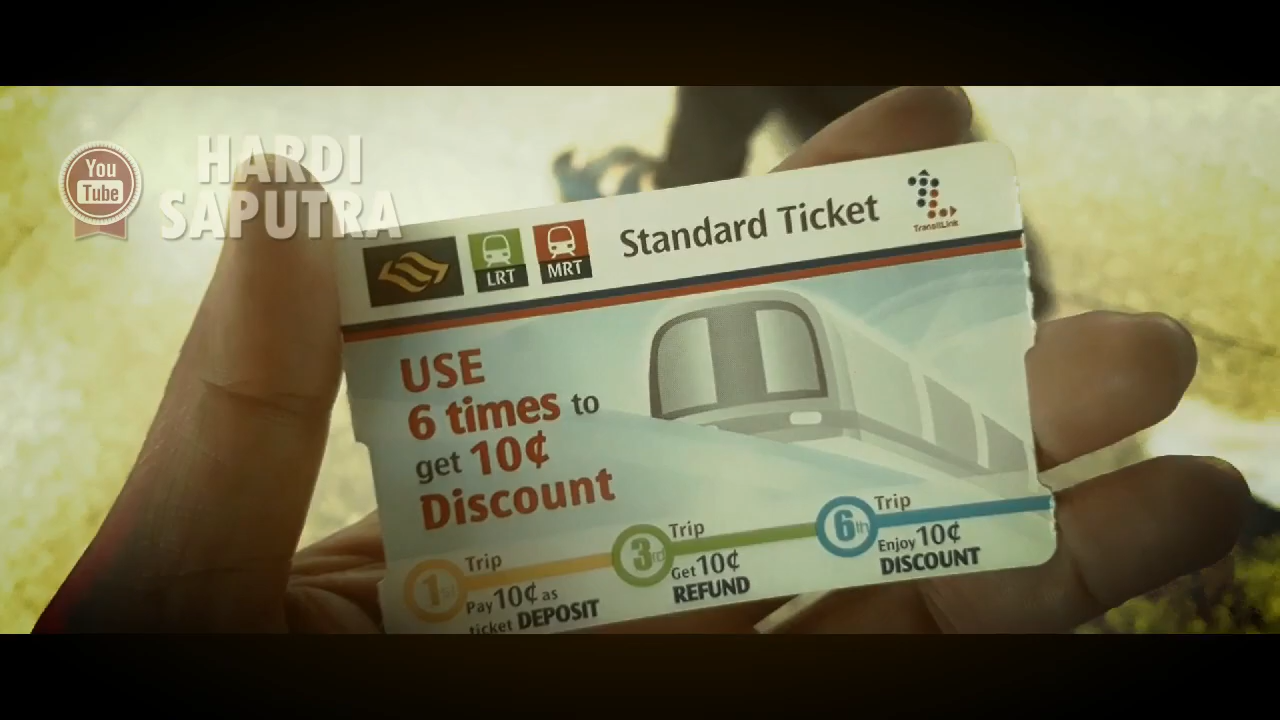 You
Tube
HARDI
SAPUTRA
LRT
MRT
Standard Ticket
TransitLink
USE
6 times to
get 10¢
Discount
1st
Trip
Pay 10¢ as
ticket DEPOSIT
3rd
Trip
Get 10¢
REFUND
6th
Trip
Enjoy 10¢
DISCOUNT